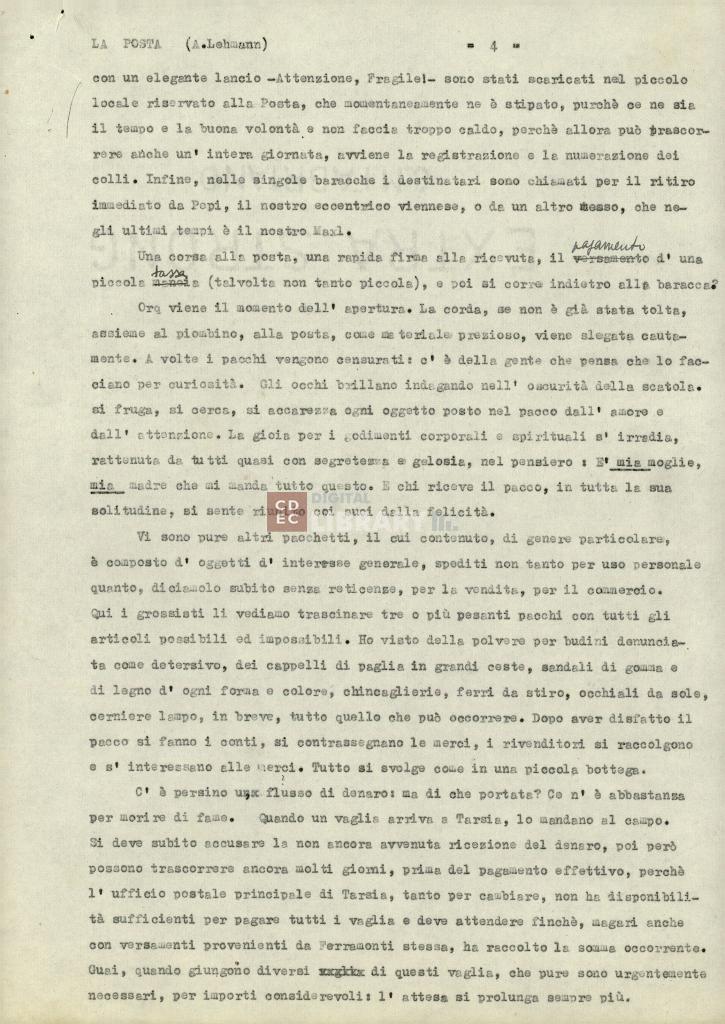 LA POSTA (A.Lehmann) - 4 -
con un elegante lancio -Attenzione, Fragile!- sono stati scaricati nel piccolo
locale riservato alla Posta, che momentaneamente ne è stipato, purchè ce ne sia
il tempo e la buona volontà e non faccia troppo caldo, perchè allora può trascor-
rere anche un' intera giornata, avviene la registrazione e la numerazione dei
colli. Infine, nelle singole baracche i destinatari sono chiamati per il ritiro
immediato da Pepi, il nostro eccentrico viennese, o da un altro messo, che ne-
gli ultimi tempi è il nostro Maxl.
pagamento
Una corsa alla posta, una rapida firma alla ricevuta, il versamento d' una
tassa
piccola mancia (talvolta non tanto piccola), e poi si corre indietro alla baracca?
Orq viene il momento dell' apertura. La corda, se non è già stata tolta,
assieme al piombino, alla posta, come materiale prezioso, viene slegata cauta-
mente. A volte i pacchi vengono censurati: c' è della gente che pensa che lo fac-
ciano per curiosità. Gli occhi brillano indagando nell' oscurità della scatola.
si fruga, si cerca, si accarezza ogni oggetto posto nel pacco dall' amore e
dall' attenzione. La gioia per i godimenti corporali e spirituali s' irradia,
rattenuta da tutti quasi con segretezza e gelosia, nel pensiero : E' mia moglie,
mia madre che mi manda tutto questo. E chi riceve il pacco, in tutta la sua
solitudine, si sente riunito coi suoi della felicità.
CDEC DIGITAL LIBRARY
Vi sono pure altri pacchetti, il cui contenuto, di genere particolare,
è composto d' oggetti d' interesse generale, spediti non tanto per uso personale
quanto, diciamolo subito senza reticenze, per la vendita, per il commercio.
Qui i grossisti li vediamo trascinare tre o più pesanti pacchi con tutti gli
articoli possibili ed impossibili. Ho visto della polvere per budini denuncia-
ta come detersivo, dei cappelli di paglia in grandi ceste, sandali di gomma e
di legno d' ogni forma e colore, chincaglierie, ferri da stiro, occhiali da sole,
cerniere lampo, in breve, tutto quello che può occorrere. Dopo aver disfatto il
pacco si fanno i conti, si contrassegnano le merci, i rivenditori si raccolgono
e s' interessano alle merci. Tutto si svolge come in una piccola bottega.
C' è persino un flusso di denaro: ma di che portata? Ce n' è abbastanza
per morire di fame. Quando un vaglia arriva a Tarsia, lo mandano al campo.
Si deve subito accusare la non ancora avvenuta ricezione del denaro, poi però
possono trascorrere ancora molti giorni, prima del pagamento effettivo, perchè
l' ufficio postale principale di Tarsia, tanto per cambiare, non ha disponibili-
tà sufficienti per pagare tutti i vaglia e deve attendere finchè, magari anche
con versamenti provenienti da Ferramonti stessa, ha raccolto la somma occorrente.
Guai, quando giungono diversi di questi vaglia, che pure sono urgentemente
necessari, per importi considerevoli: l' attesa si prolunga sempre più.